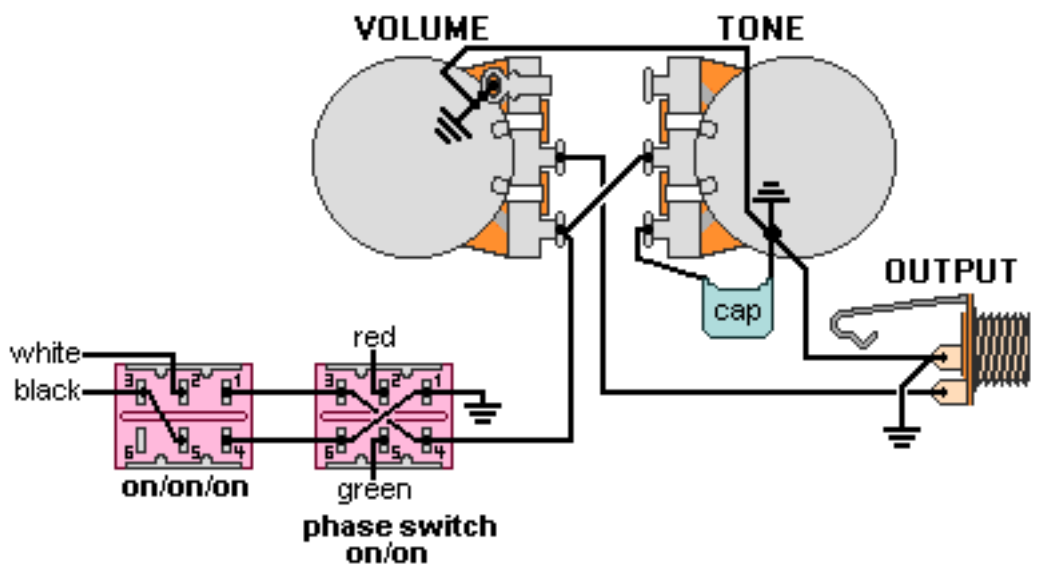 VOLUME
TONE
OUTPUT
cap
red
white
black
3 2 1
3 2 1
6 5 4
6 5 4
on/on/on
green
phase switch
on/on